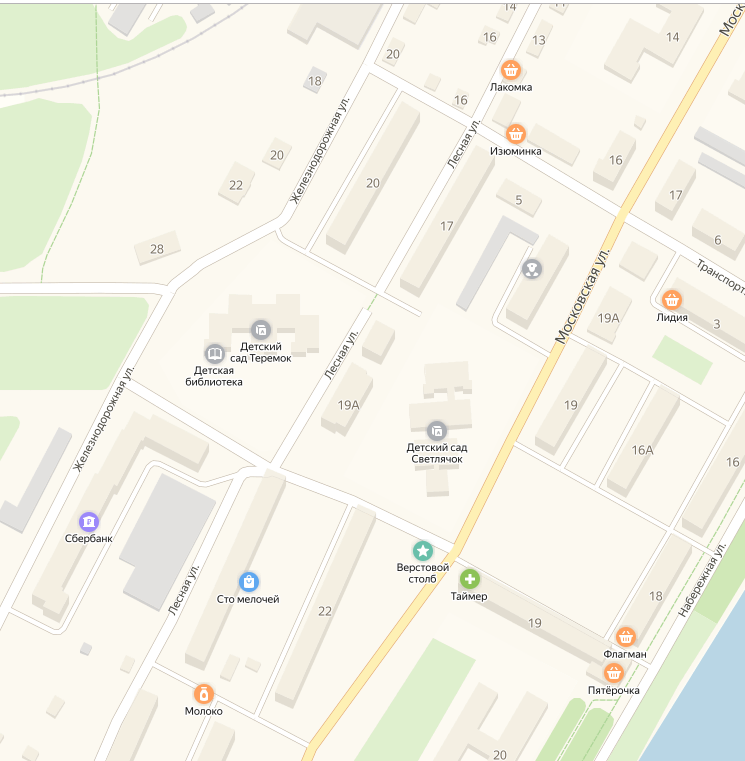 Моск
14
16
13
20
18
Лакомка
16
Лесная ул.
Изюминка
Железнодорожная ул.
20
22
20
16
17
5
17
6
28
Транспорт
Московская ул.
19А
Лидия
3
Детский
сад Теремок
Детская
библиотека
Лесная ул.
19А
Железнодорожная ул.
19
16А
16
Детский сад
Светлячок
Сбербанк
Верстовой
столб
Таймер
Сто мелочей
Лесная ул.
22
19
18
Набережная ул.
Флагман
Пятёрочка
Молоко
20